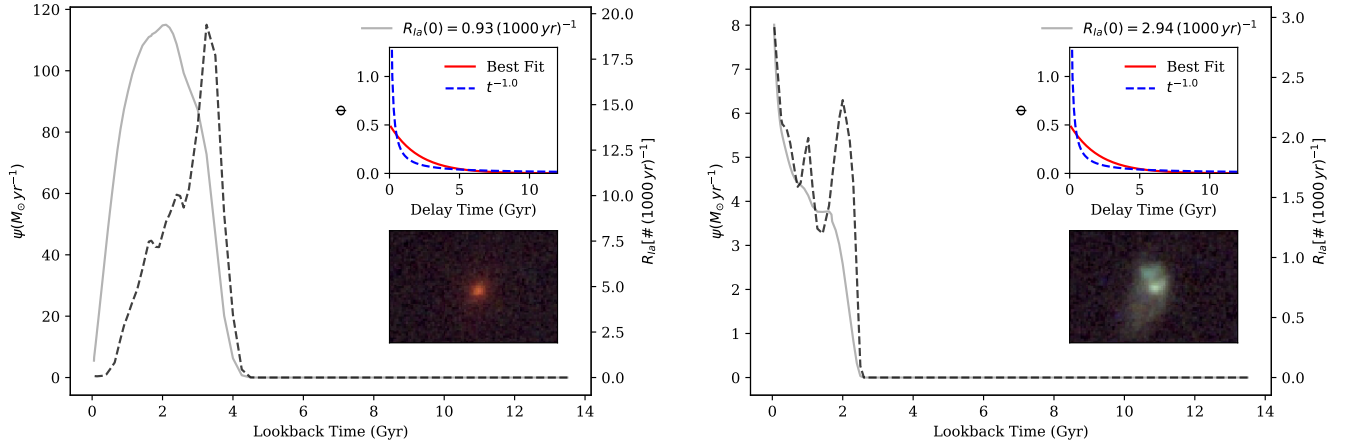 R_{Ia}(0) = 0.93 (1000 yr)^{-1}
120
100
80
60
40
20
0
ψ(M_⊙ yr^{-1})
20.0
17.5
15.0
12.5
10.0
7.5
5.0
2.5
0.0
R_{Ia}[# (1000 yr)^{-1}]
Φ
1.0
0.5
0.0
Best Fit
t^{-1.0}
0 5 10
Delay Time (Gyr)
0 2 4 6 8 10 12 14
Lookback Time (Gyr)
R_{Ia}(0) = 2.94 (1000 yr)^{-1}
8
7
6
5
4
3
2
1
0
ψ(M_⊙ yr^{-1})
3.0
2.5
2.0
1.5
1.0
0.5
0.0
R_{Ia}[# (1000 yr)^{-1}]
Φ
1.0
0.5
0.0
Best Fit
t^{-1.0}
0 5 10
Delay Time (Gyr)
0 2 4 6 8 10 12 14
Lookback Time (Gyr)